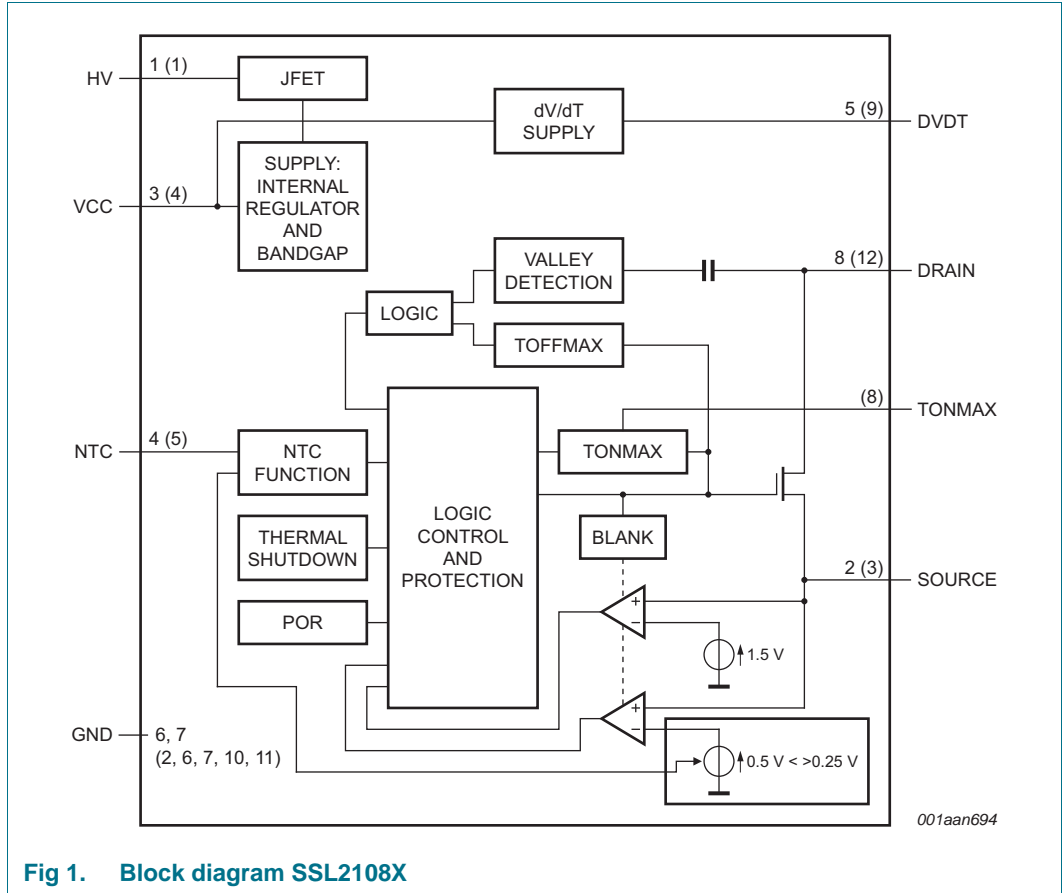 HV
1 (1)
JFET
dV/dT
SUPPLY
5 (9)
DVDT
SUPPLY:
INTERNAL
REGULATOR
AND
BANDGAP
VCC
3 (4)
VALLEY
DETECTION
8 (12)
DRAIN
LOGIC
TOFFMAX
(8)
TONMAX
NTC
4 (5)
NTC
FUNCTION
TONMAX
LOGIC
CONTROL
AND
PROTECTION
BLANK
THERMAL
SHUTDOWN
2 (3)
SOURCE
POR
+
−
1.5 V
+
−
GND
6, 7
(2, 6, 7, 10, 11)
0.5 V < >0.25 V
001aan694
Fig 1. Block diagram SSL2108X